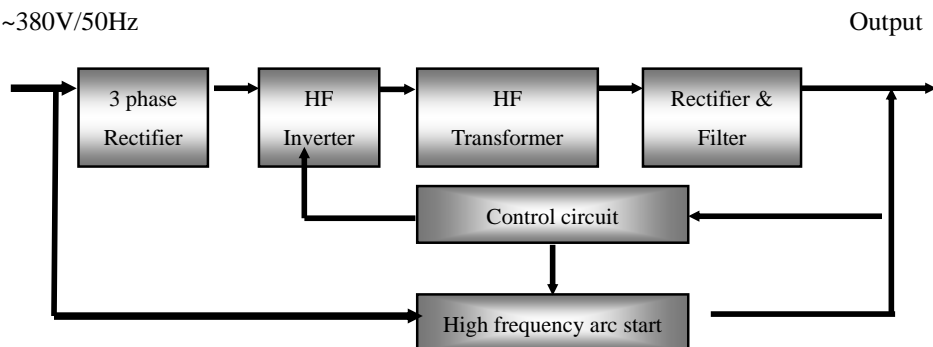 ~380V/50Hz
Output
3 phase
Rectifier
HF
Inverter
HF
Transformer
Rectifier &
Filter
Control circuit
High frequency arc start